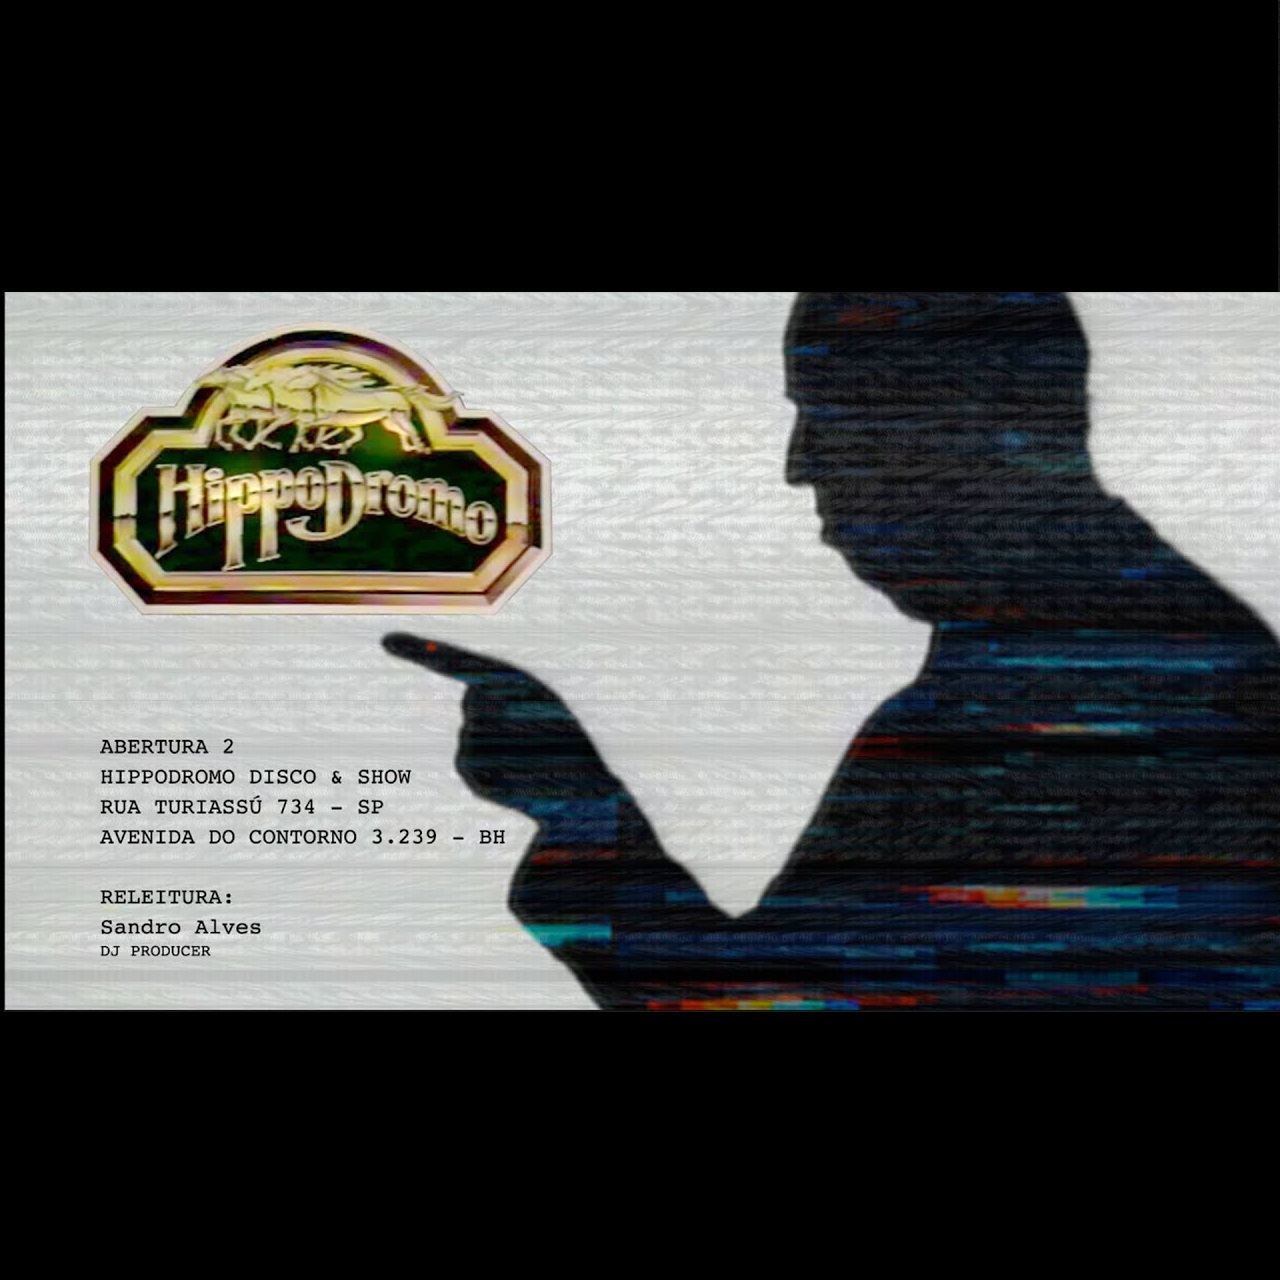 HippoDromo
ABERTURA 2
HIPPODROMO DISCO & SHOW
RUA TURIASSÚ 734 - SP
AVENIDA DO CONTORNO 3.239 - BH
RELEITURA:
Sandro Alves
DJ PRODUCER